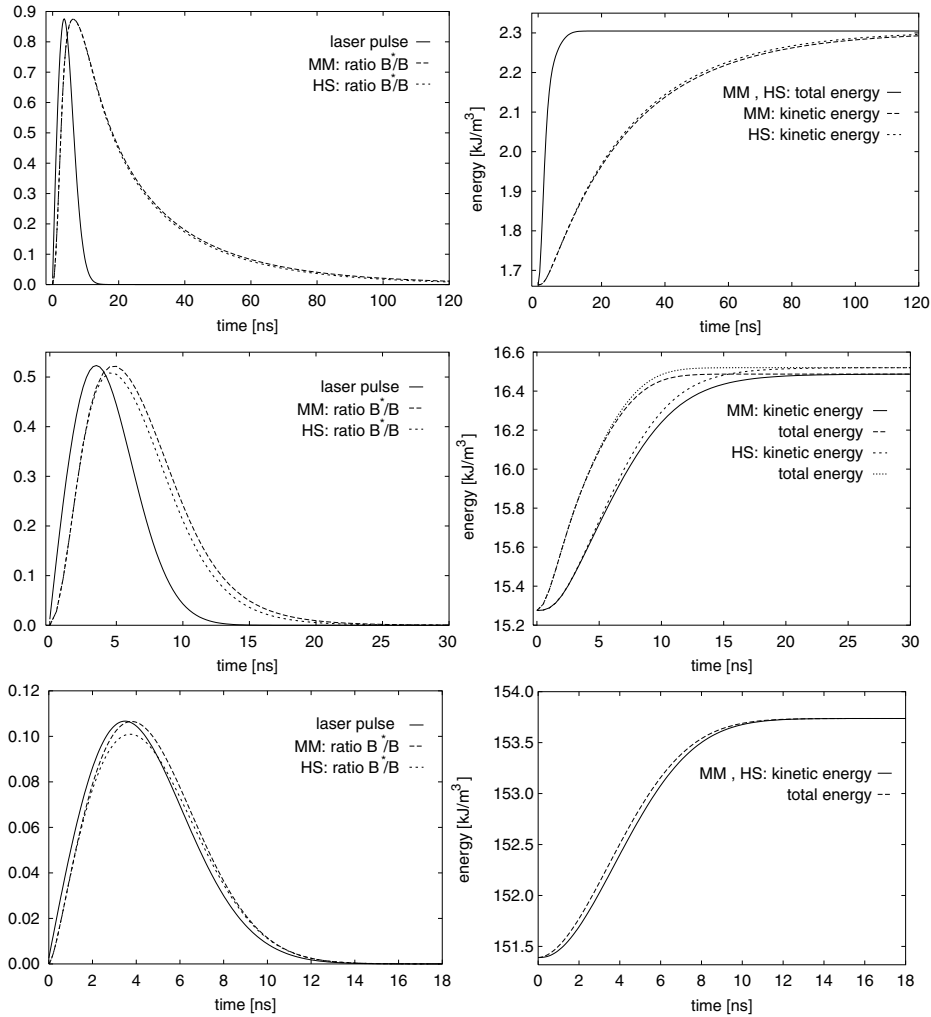 0.9
0.8
0.7
0.6
0.5
0.4
0.3
0.2
0.1
0.0
0 20 40 60 80 100 120
time [ns]
laser pulse
MM: ratio B*/B
HS: ratio B*/B
2.3
2.2
2.1
2.0
1.9
1.8
1.7
energy [kJ/m3]
0 20 40 60 80 100 120
time [ns]
MM , HS: total energy
MM: kinetic energy
HS: kinetic energy
0.5
0.4
0.3
0.2
0.1
0.0
0 5 10 15 20 25 30
time [ns]
laser pulse
MM: ratio B*/B
HS: ratio B*/B
16.6
16.4
16.2
16.0
15.8
15.6
15.4
15.2
energy [kJ/m3]
0 5 10 15 20 25 30
time [ns]
MM: kinetic energy
total energy
HS: kinetic energy
total energy
0.12
0.10
0.08
0.06
0.04
0.02
0.00
0 2 4 6 8 10 12 14 16 18
time [ns]
laser pulse
MM: ratio B*/B
HS: ratio B*/B
154.0
153.5
153.0
152.5
152.0
151.5
energy [kJ/m3]
0 2 4 6 8 10 12 14 16 18
time [ns]
MM , HS: kinetic energy
total energy